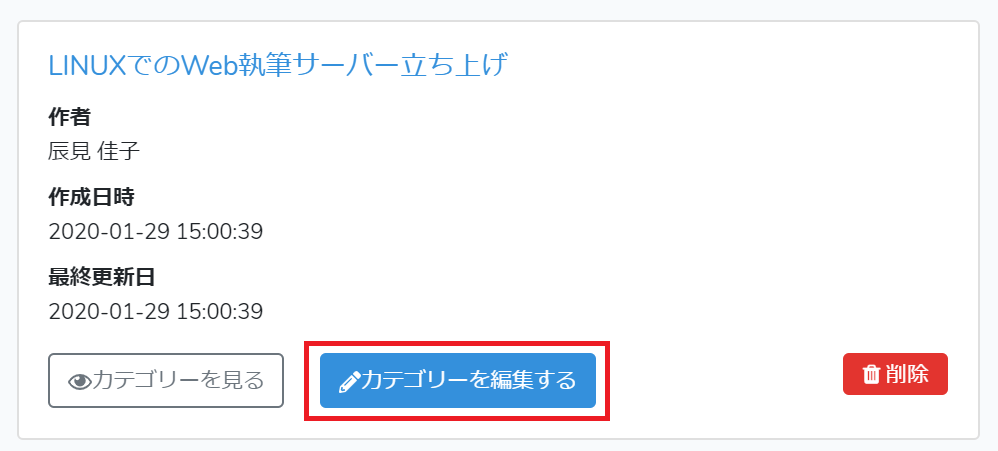 LINUXでのWeb執筆サーバー立ち上げ
作者
辰見 佳子
作成日時
2020-01-29 15:00:39
最終更新日
2020-01-29 15:00:39
カテゴリーを見る カテゴリーを編集する 削除